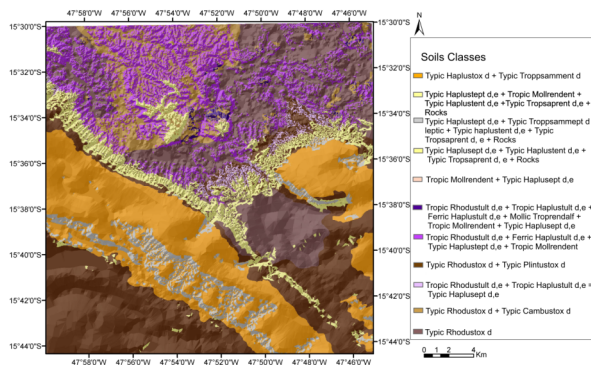 47°58'0"W 47°56'0"W 47°54'0"W 47°52'0"W 47°50'0"W 47°48'0"W 47°46'0"W
15°30'0"S 15°30'0"S
N
15°32'0"S 15°32'0"S
15°34'0"S 15°34'0"S
15°36'0"S 15°36'0"S
15°38'0"S 15°38'0"S
15°40'0"S 15°40'0"S
15°42'0"S 15°42'0"S
15°44'0"S 15°44'0"S
47°58'0"W 47°56'0"W 47°54'0"W 47°52'0"W 47°50'0"W 47°48'0"W 47°46'0"W
Soils Classes
Typic Haplustox d + Typic Troppsamment d
Typic Haplustept d,e + Tropic Mollrendent +
Typic Haplustent d,e +Typic Tropsaprent d,e +
Rocks
Typic Haplustept d,e + Typic Troppsammept d
leptic + Typic haplustent d,e + Typic
Tropsaprent d, e + Rocks
Typic Haplusept d,e + Typic Haplustent d,e +
Typic Tropsaprent d,e + Rocks
Tropic Mollrendent + Typic Haplusept d,e
Tropic Rhodustult d,e + Tropic Haplustult d,e +
Ferric Haplustult d,e + Mollic Troprendalf +
Tropic Mollrendent + Typic Haplusept d,e
Tropic Rhodustult d,e + Ferric Haplustult d,e +
Typic Haplustept d,e + Tropic Mollrendent
Typic Rhodustox d + Typic Plintustox d
Tropic Rhodustult d,e + Tropic Haplustult d,e =
Typic Haplusept d,e
Typic Rhodustox d + Typic Cambustox d
Typic Rhodustox d
0 1 2 4
Km